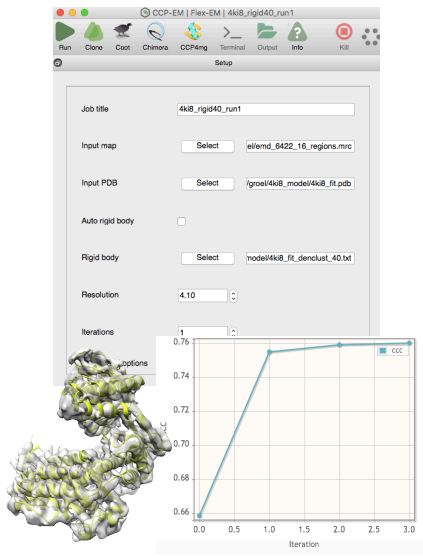 CCP-EM | Flex-EM | 4ki8_rigid40_run1
Run Clone Coot Chimera CCP4mg Terminal Output Info Kill
Setup
Job title 4ki8_rigid40_run1
Input map Select el/emd_6422_16_regions.mrc
Input PDB Select /groel/4ki8_model/4ki8_fit.pdb
Auto rigid body
Rigid body Select model/4ki8_fit_denclust_40.txt
Resolution 4.10
Iterations 1
options
0.76
ccc
0.74
0.72
0.70
0.68
0.66
0.0 0.5 1.0 1.5 2.0 2.5 3.0
Iteration